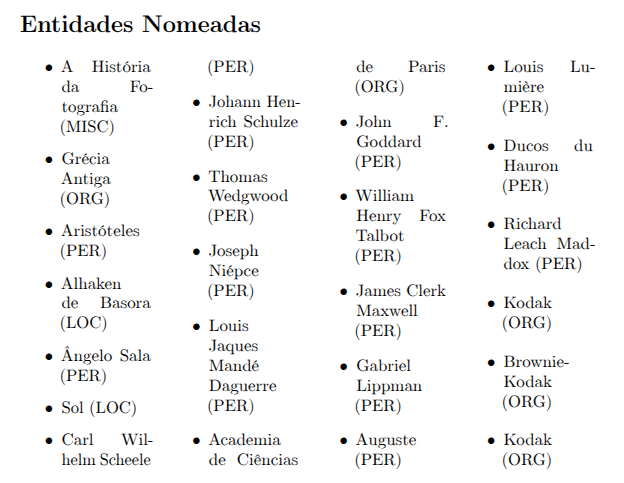 Entidades Nomeadas
• A História
da Fo-
tografia
(MISC)
• Grécia
Antiga
(ORG)
• Aristóteles
(PER)
• Alhaken
de Basora
(LOC)
• Ângelo Sala
(PER)
• Sol (LOC)
• Carl Wil-
helm Scheele
(PER)
• Johann Hen-
rich Schulze
(PER)
• Thomas
Wedgwood
(PER)
• Joseph
Niépce
(PER)
• Louis
Jaques
Mandé
Daguerre
(PER)
• Academia
de Ciências
de Paris
(ORG)
• John F.
Goddard
(PER)
• William
Henry Fox
Talbot
(PER)
• James Clerk
Maxwell
(PER)
• Gabriel
Lippman
(PER)
• Auguste
(PER)
• Louis Lu-
mière
(PER)
• Ducos du
Hauron
(PER)
• Richard
Leach Mad-
dox (PER)
• Kodak
(ORG)
• Brownie-
Kodak
(ORG)
• Kodak
(ORG)